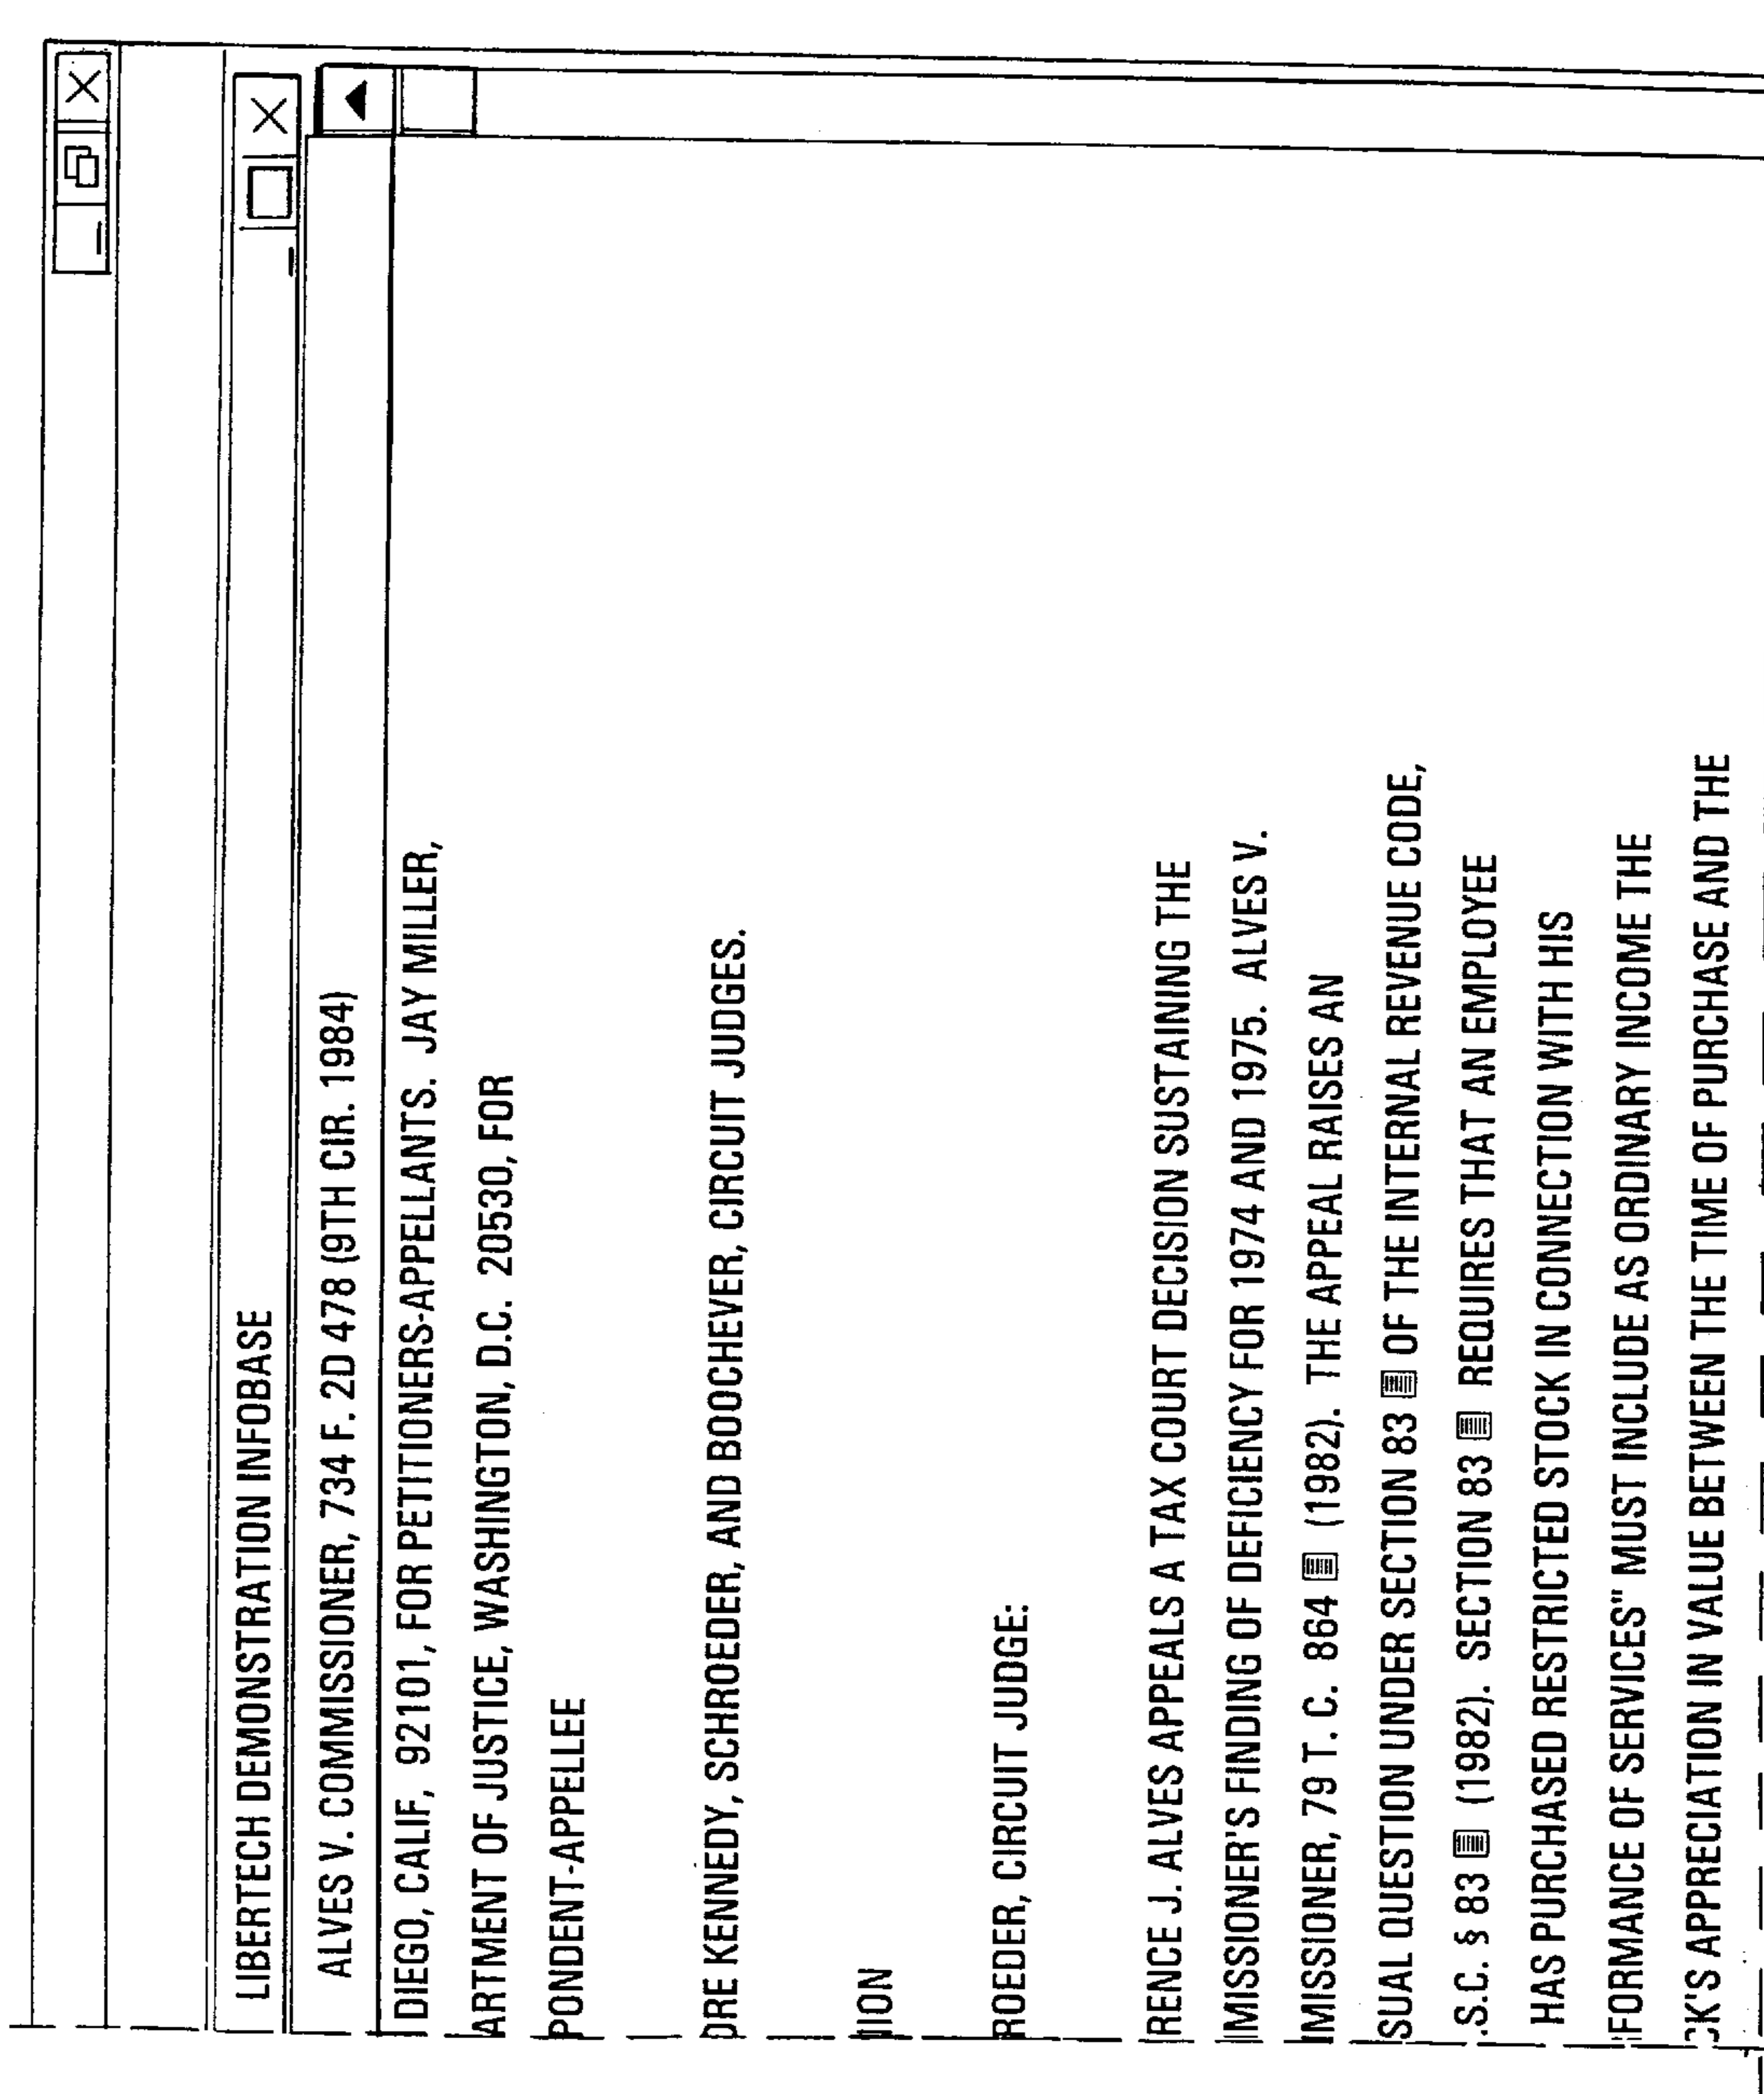 LIBERTECH DEMONSTRATION INFOBASE
ALVES V. COMMISSIONER, 734 F. 2D 478 (9TH CIR. 1984)
DIEGO, CALIF, 92101, FOR PETITIONERS-APPELLANTS. JAY MILLER,
ARTMENT OF JUSTICE, WASHINGTON, D.C. 20530, FOR
PONDENT-APPELLEE
ORE KENNEDY, SCHROEDER, AND BOOCHEVER, CIRCUIT JUDGES.
NION
ROEDER, CIRCUIT JUDGE:
RENCE J. ALVES APPEALS A TAX COURT DECISION SUSTAINING THE
MISSIONER'S FINDING OF DEFICIENCY FOR 1974 AND 1975. ALVES V.
MISSIONER, 79 T. C. 864 (1982). THE APPEAL RAISES AN
SUAL QUESTION UNDER SECTION 83 OF THE INTERNAL REVENUE CODE,
.S.C. § 83 (1982). SECTION 83 REQUIRES THAT AN EMPLOYEE
HAS PURCHASED RESTRICTED STOCK IN CONNECTION WITH HIS
FORMANCE OF SERVICES" MUST INCLUDE AS ORDINARY INCOME THE
CK'S APPRECIATION IN VALUE BETWEEN THE TIME OF PURCHASE AND THE